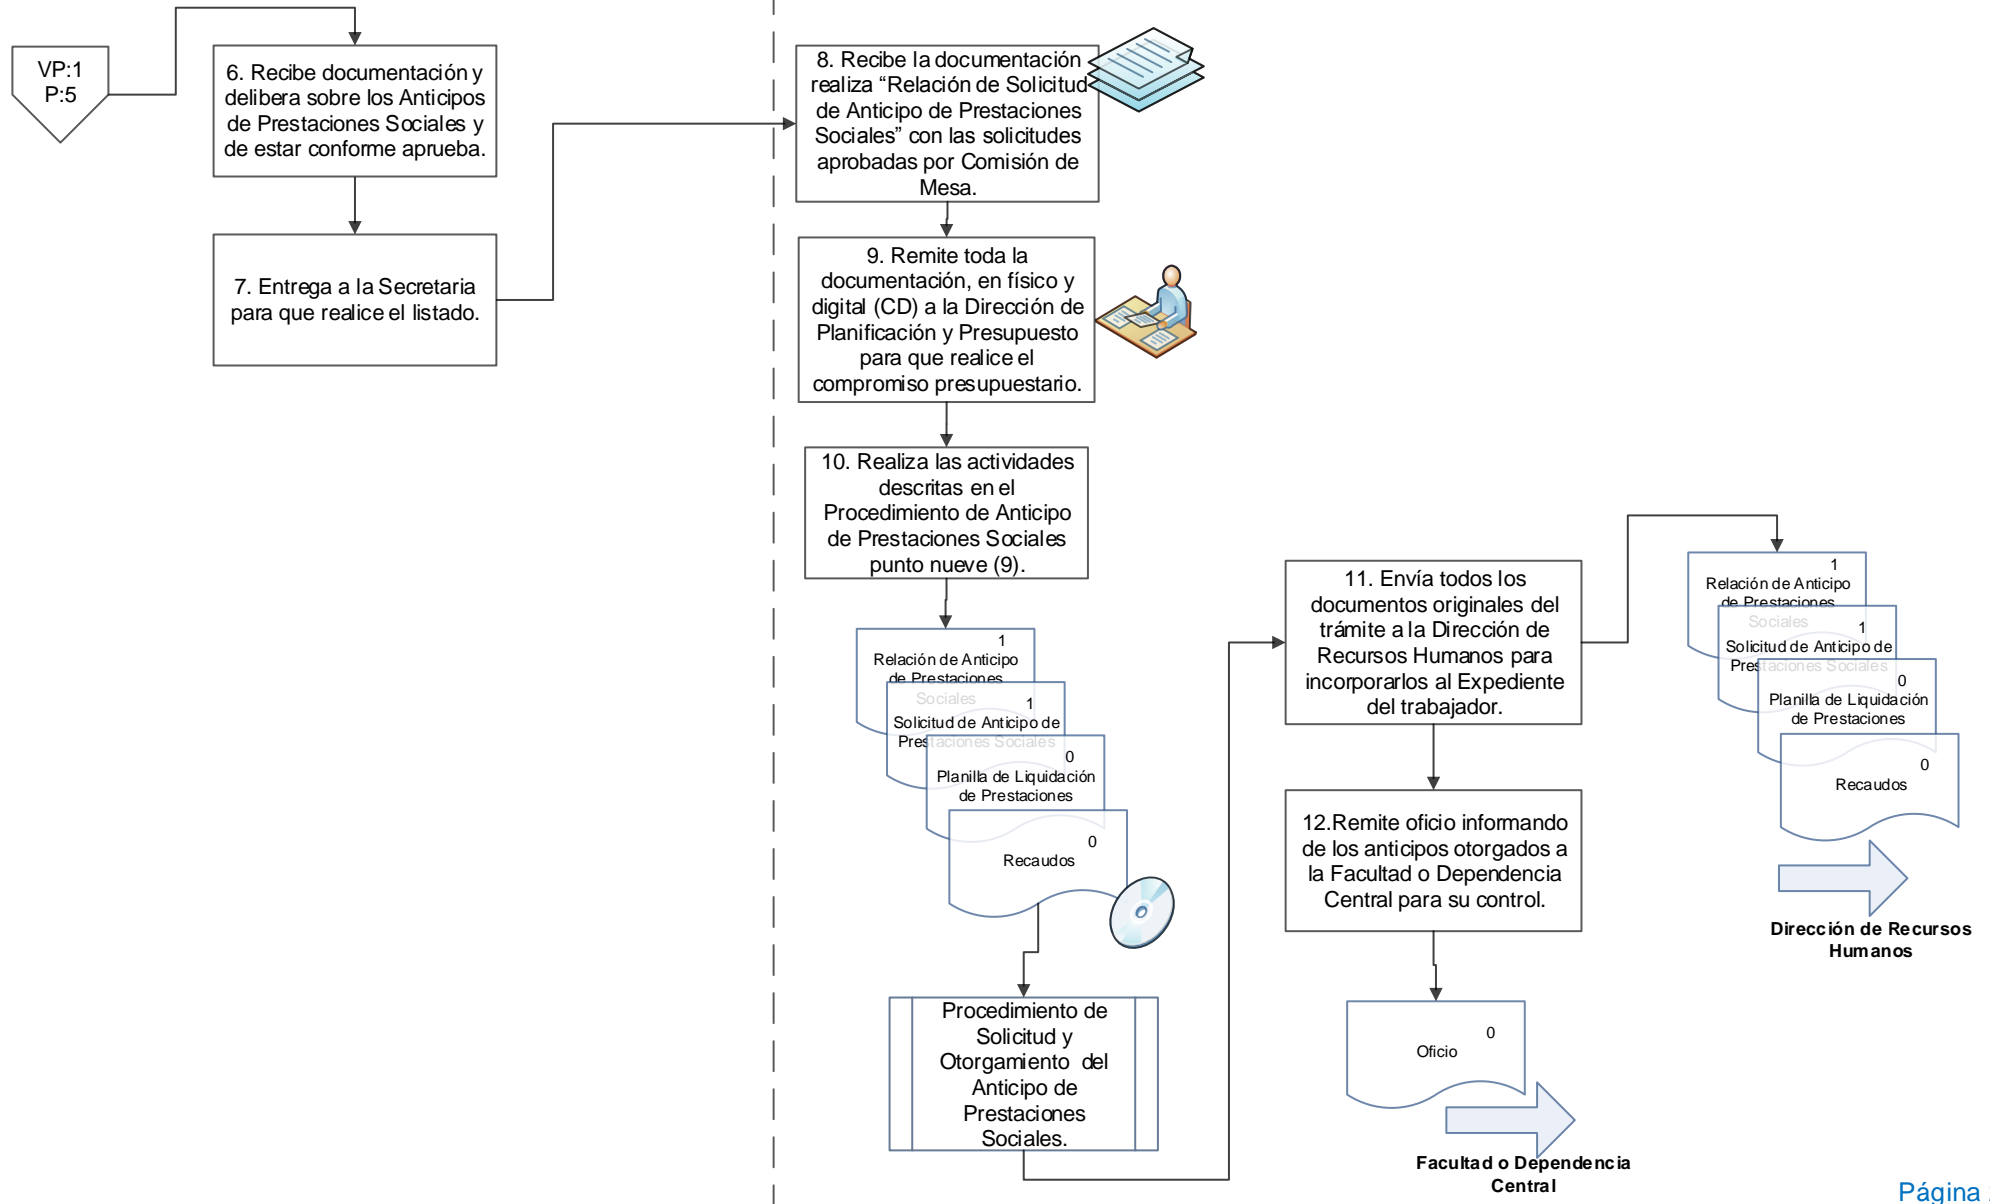 VP:1
P:5
6. Recibe documentación y
delibera sobre los Anticipos
de Prestaciones Sociales y
de estar conforme aprueba.
7. Entrega a la Secretaria
para que realice el listado.
8. Recibe la documentación
realiza “Relación de Solicitud
de Anticipo de Prestaciones
Sociales” con las solicitudes
aprobadas por Comisión de
Mesa.
9. Remite toda la
documentación, en físico y
digital (CD) a la Dirección de
Planificación y Presupuesto
para que realice el
compromiso presupuestario.
10. Realiza las actividades
descritas en el
Procedimiento de Anticipo
de Prestaciones Sociales
punto nueve (9).
1
Relación de Anticipo
de Prestaciones
Sociales
1
Solicitud de Anticipo de
Prestaciones Sociales
0
Planilla de Liquidación
de Prestaciones
0
Recaudos
Procedimiento de
Solicitud y
Otorgamiento del
Anticipo de
Prestaciones
Sociales.
11. Envía todos los
documentos originales del
trámite a la Dirección de
Recursos Humanos para
incorporarlos al Expediente
del trabajador.
12.Remite oficio informando
de los anticipos otorgados a
la Facultad o Dependencia
Central para su control.
0
Oficio
Facultad o Dependencia
Central
1
Relación de Anticipo
de Prestaciones
Sociales
1
Solicitud de Anticipo de
Prestaciones Sociales
0
Planilla de Liquidación
de Prestaciones
0
Recaudos
Dirección de Recursos
Humanos
Página